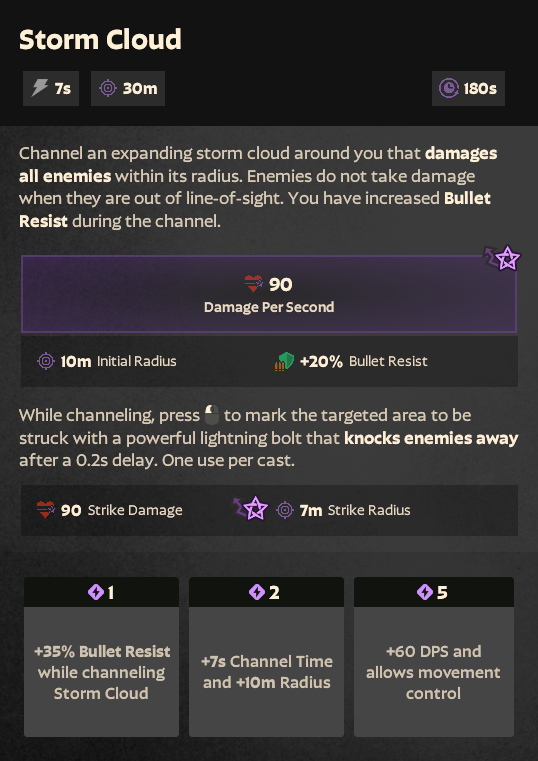 Storm Cloud
7s 30m 180s
Channel an expanding storm cloud around you that damages
all enemies within its radius. Enemies do not take damage
when they are out of line-of-sight. You have increased Bullet
Resist during the channel.
90
Damage Per Second
10m Initial Radius +20% Bullet Resist
While channeling, press to mark the targeted area to be
struck with a powerful lightning bolt that knocks enemies away
after a 0.2s delay. One use per cast.
90 Strike Damage 7m Strike Radius
1
+35% Bullet Resist
while channeling
Storm Cloud
2
+7s Channel Time
and +10m Radius
5
+60 DPS and
allows movement
control